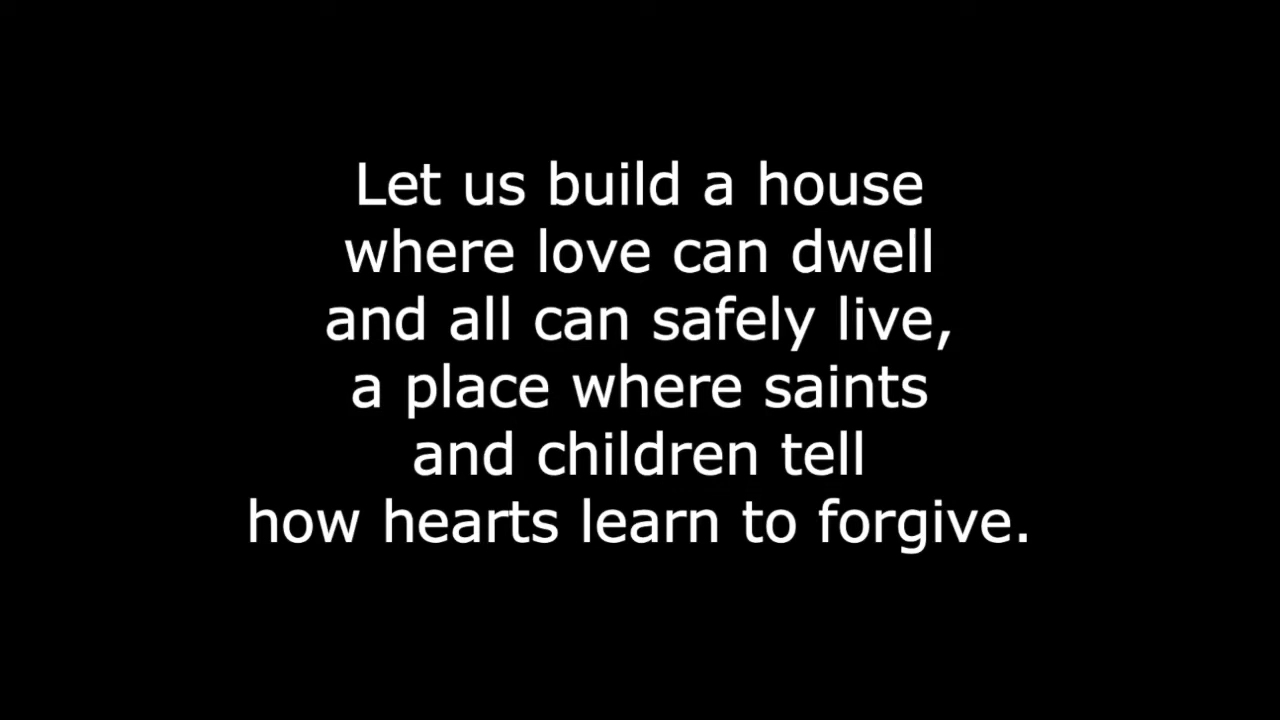 Let us build a house
where love can dwell
and all can safely live,
a place where saints
and children tell
how hearts learn to forgive.